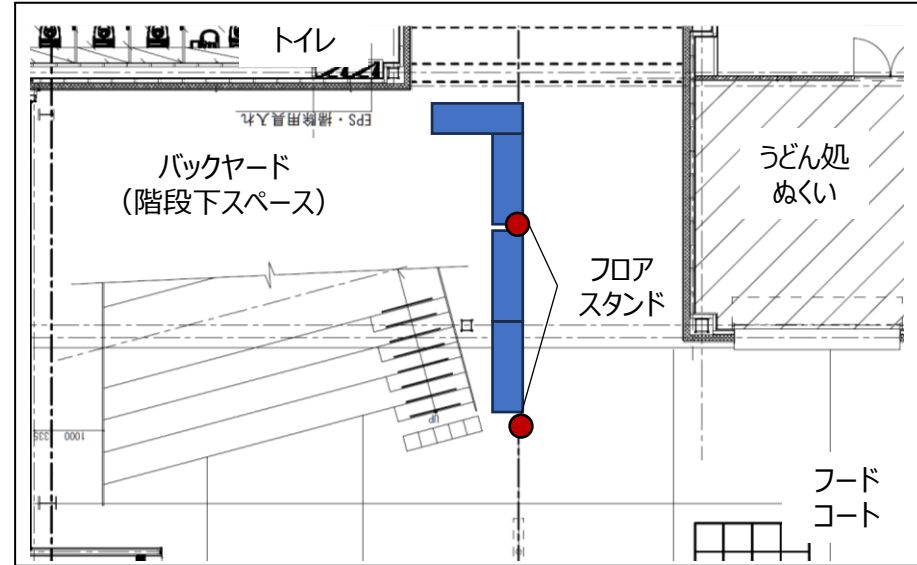 トイレ
EPS・掃除用具入れ
バックヤード
（階段下スペース）
うどん処
ぬくい
フロア
スタンド
UP
335
1000
フード
コート